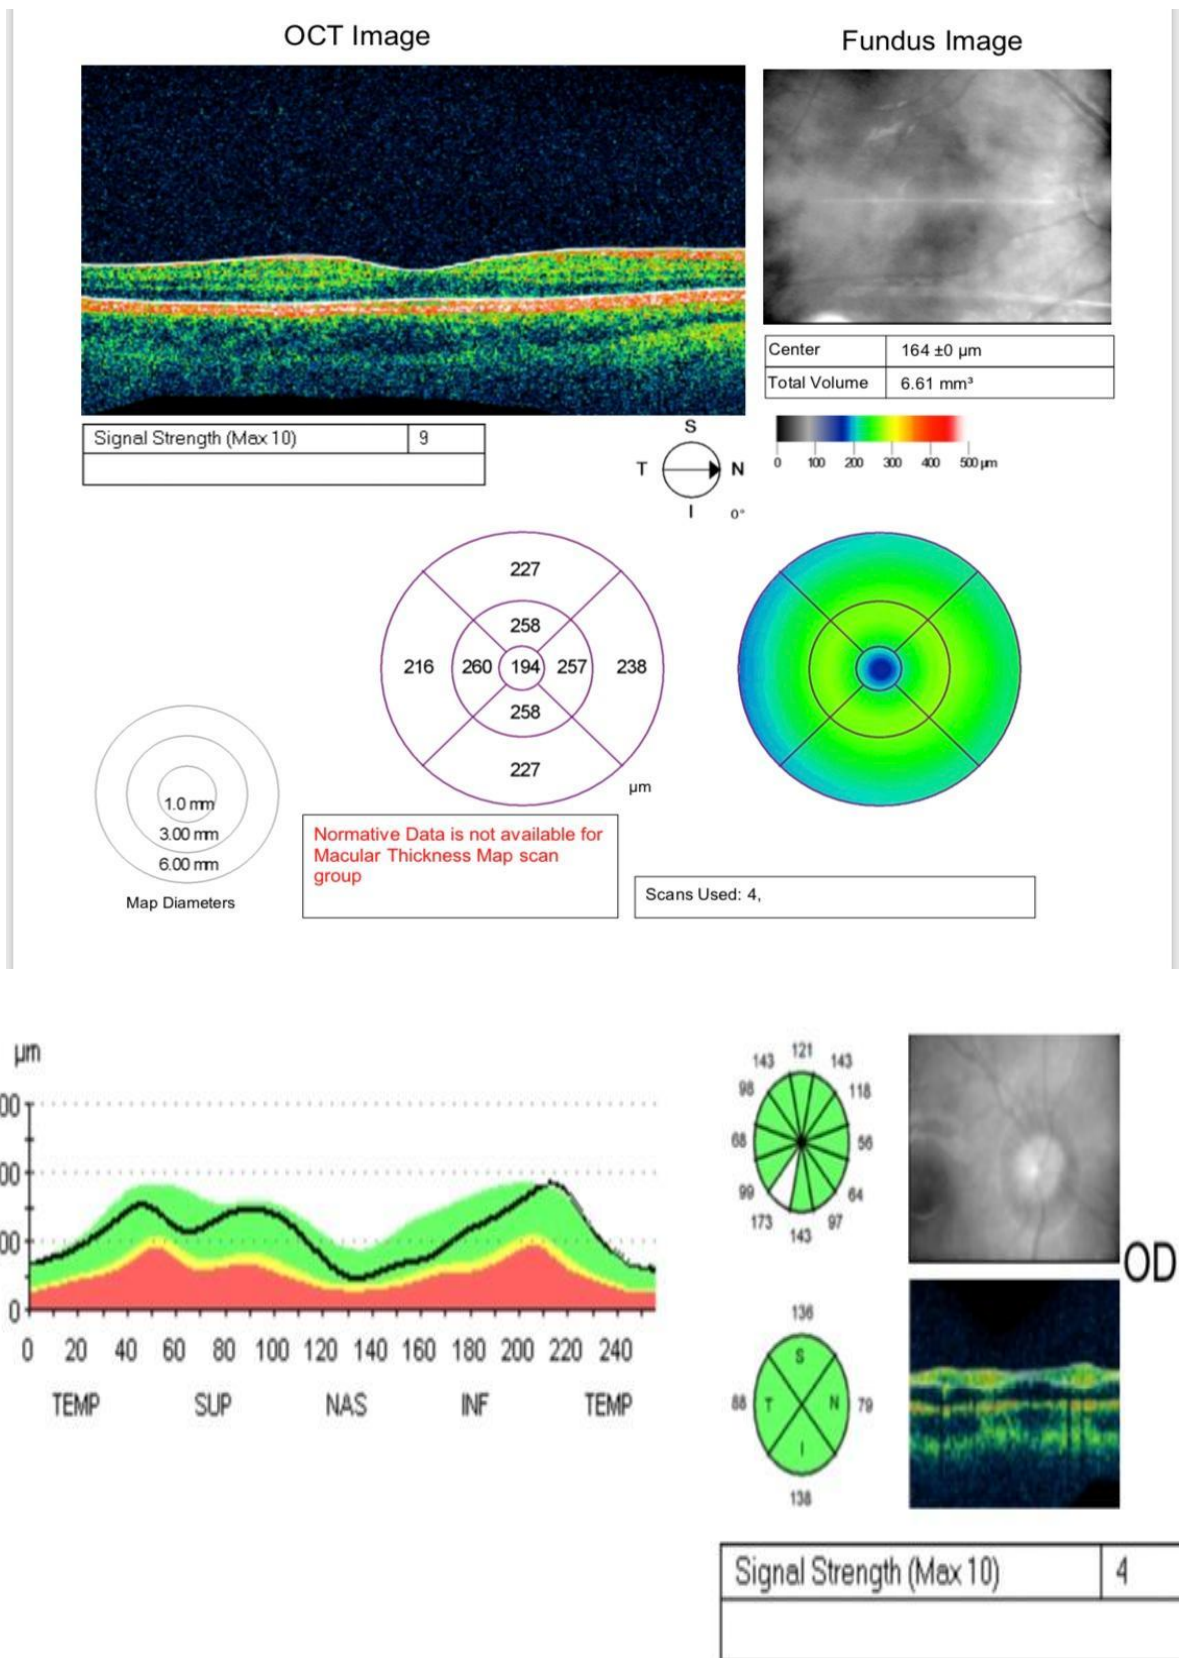 OCT Image
Fundus Image
Center 164 ±0 µm
Total Volume 6.61 mm³
Signal Strength (Max 10) 9
S
T N
I 0°
0 100 200 300 400 500 µm
227
258
216 260 194 257 238
258
227
µm
1.0 mm
3.00 mm
6.00 mm
Map Diameters
Normative Data is not available for
Macular Thickness Map scan
group
Scans Used: 4,
µm
00
00
00
0
0 20 40 60 80 100 120 140 160 180 200 220 240
TEMP SUP NAS INF TEMP
121
143 143
98 118
68 56
99 64
173 97
143
OD
136
S
88 T N 79
I
138
Signal Strength (Max 10) 4